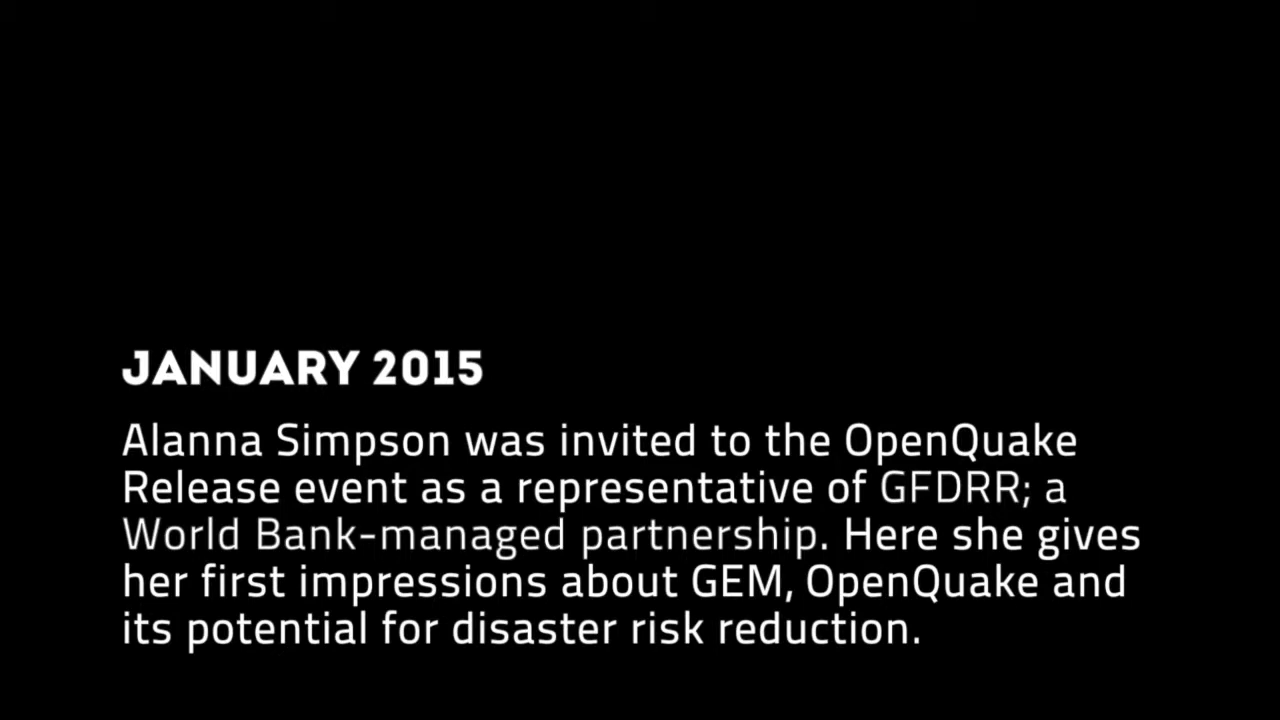 JANUARY 2015
Alanna Simpson was invited to the OpenQuake
Release event as a representative of GFDRR; a
World Bank-managed partnership. Here she gives
her first impressions about GEM, OpenQuake and
its potential for disaster risk reduction.